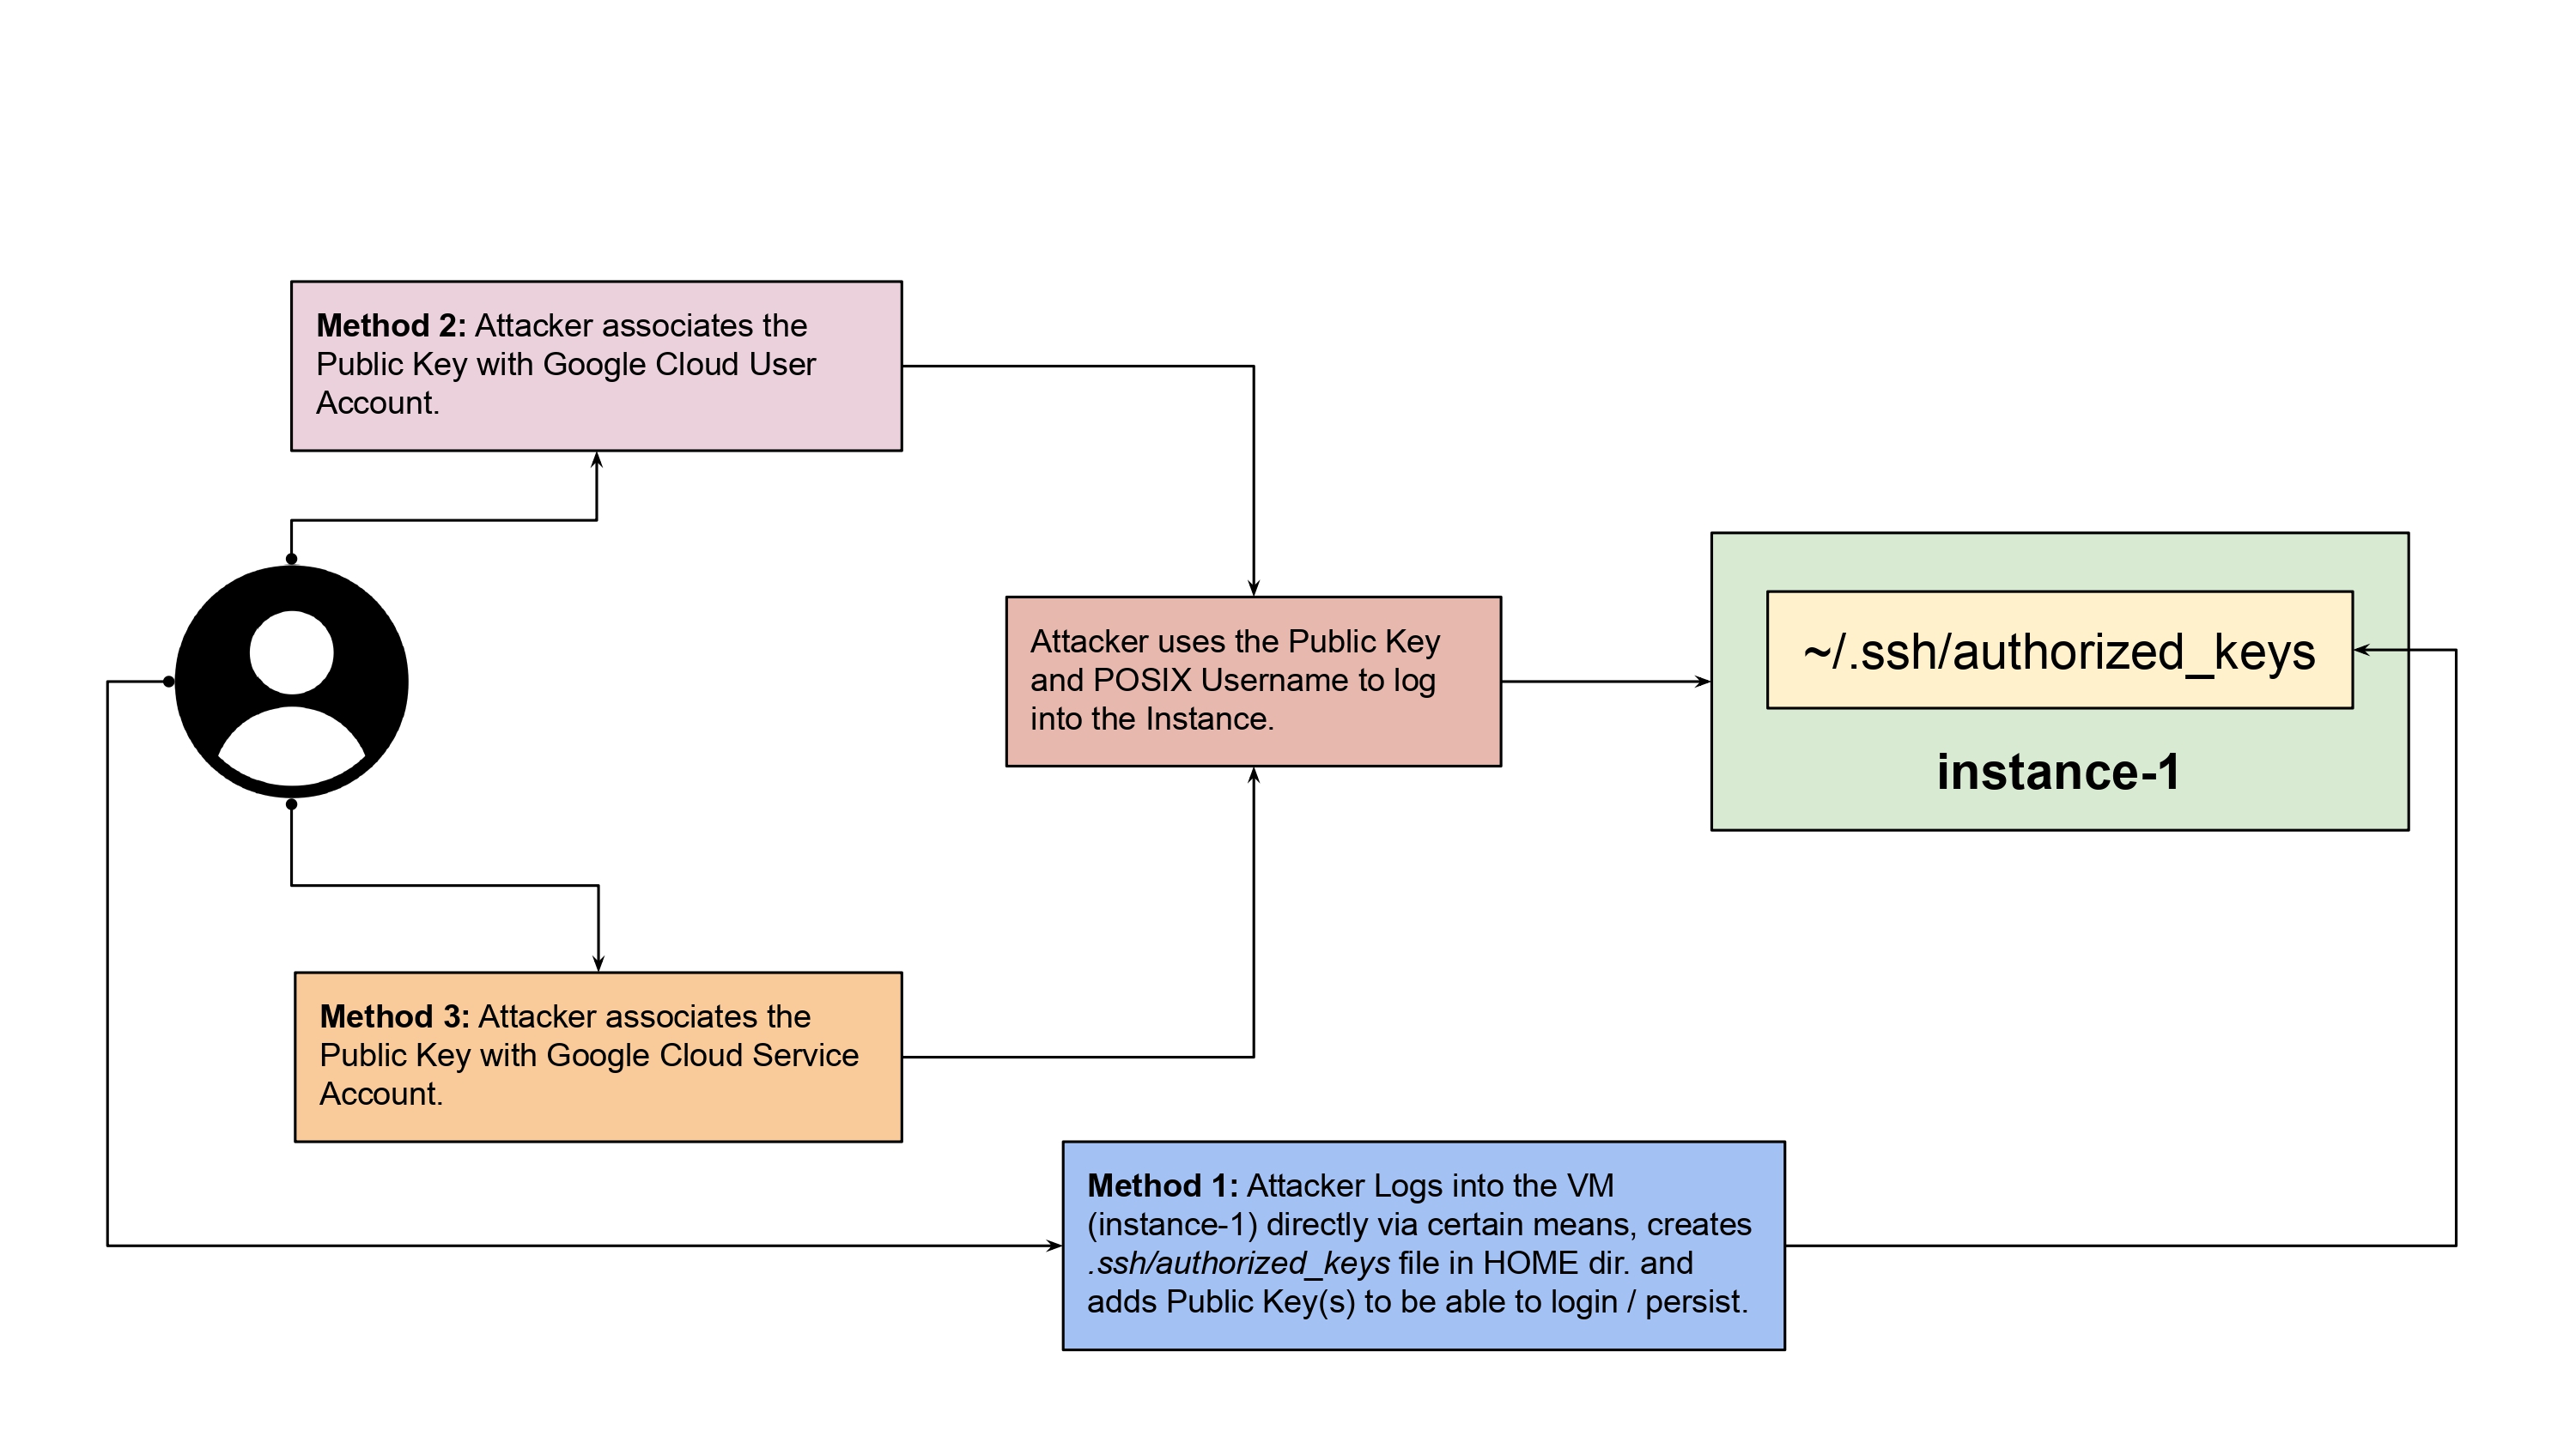 Method 2: Attacker associates the
Public Key with Google Cloud User
Account.
Attacker uses the Public Key
and POSIX Username to log
into the Instance.
~/.ssh/authorized_keys
instance-1
Method 3: Attacker associates the
Public Key with Google Cloud Service
Account.
Method 1: Attacker Logs into the VM
(instance-1) directly via certain means, creates
.ssh/authorized_keys file in HOME dir. and
adds Public Key(s) to be able to login / persist.